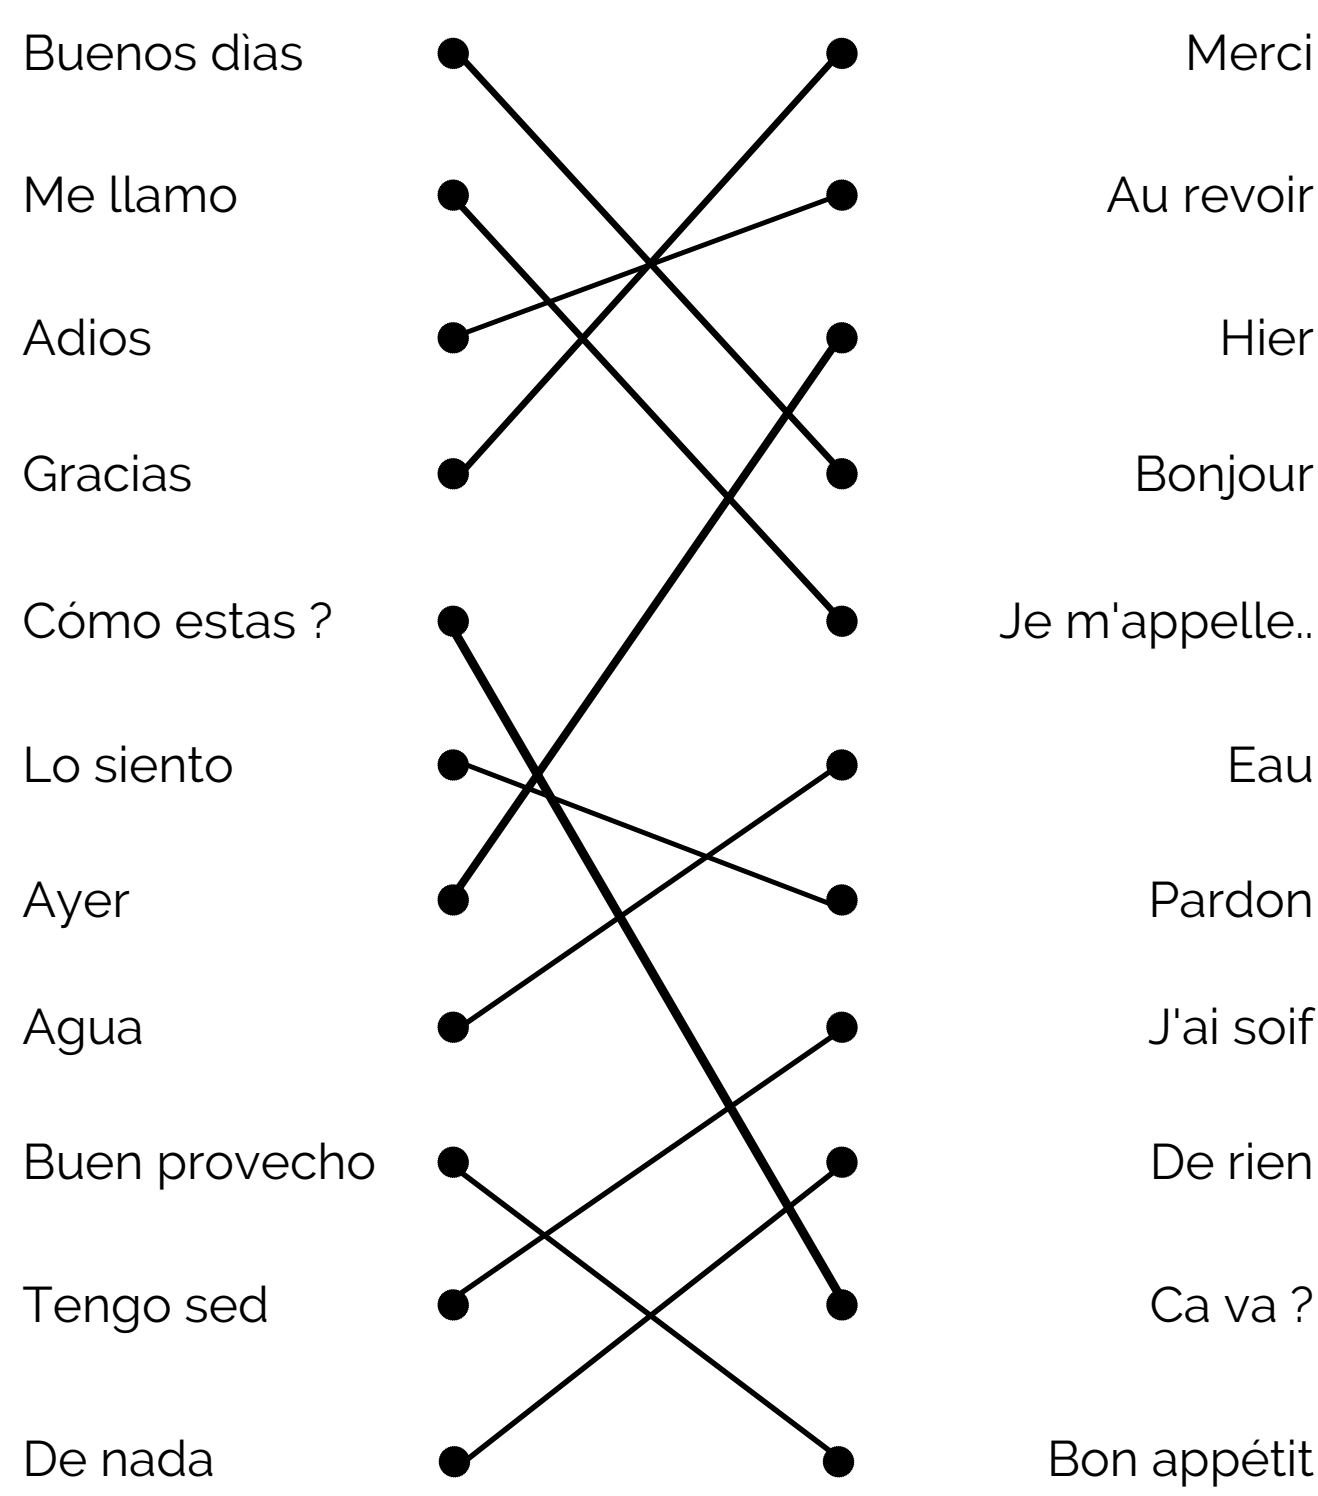 Buenos dìas
Merci
Me llamo
Au revoir
Adios
Hier
Gracias
Bonjour
Cómo estas ?
Je m'appelle..
Lo siento
Eau
Ayer
Pardon
Agua
J'ai soif
Buen provecho
De rien
Tengo sed
Ca va ?
De nada
Bon appétit